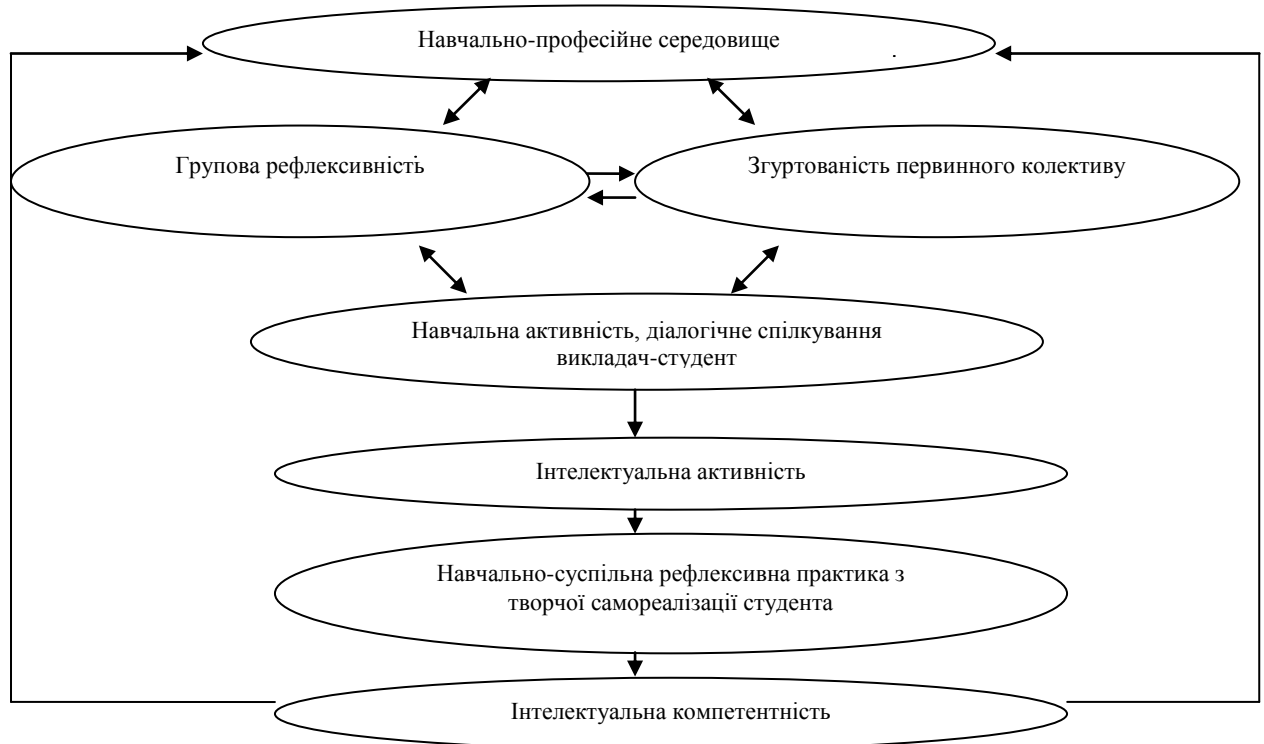 Навчально-професійне середовище
.
Групова рефлексивність
Згуртованість первинного колективу
Навчальна активність, діалогічне спілкування
викладач-студент
Інтелектуальна активність
Навчально-суспільна рефлексивна практика з
творчої самореалізації студента
Інтелектуальна компетентність